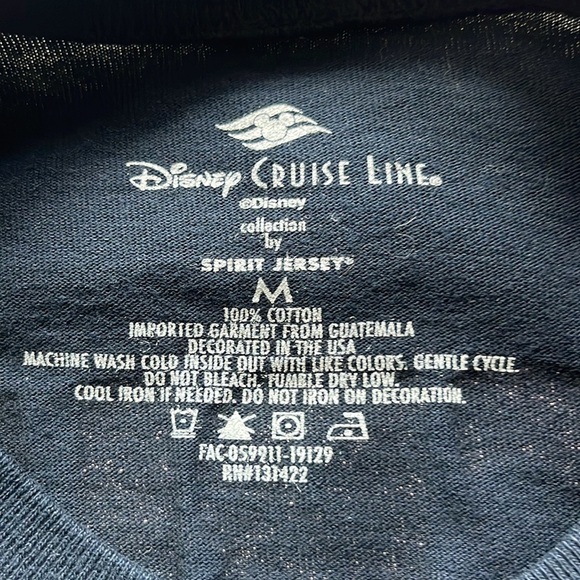 Disney CRUISE LINE®
©Disney
collection
by
SPIRIT JERSEY®
M
100% COTTON
IMPORTED GARMENT FROM GUATEMALA
DECORATED IN THE USA
MACHINE WASH COLD INSIDE OUT WITH LIKE COLORS. GENTLE CYCLE.
DO NOT BLEACH. TUMBLE DRY LOW.
COOL IRON IF NEEDED. DO NOT IRON ON DECORATION.
FAC-059911-19129
RN#131422